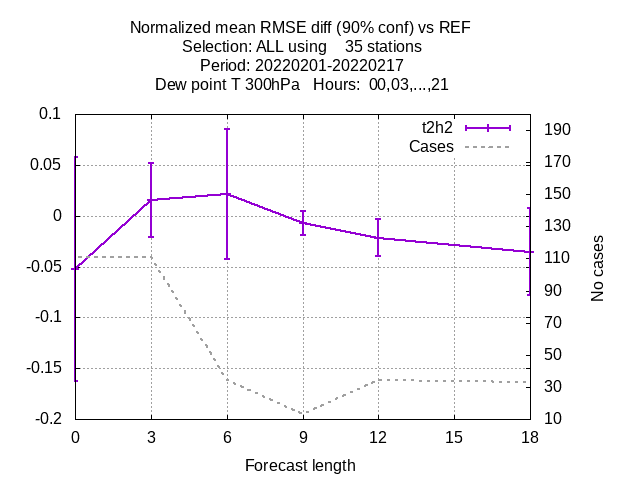 Normalized mean RMSE diff (90% conf) vs REF
Selection: ALL using    35 stations
Period: 20220201-20220217
Dew point T 300hPa   Hours:  00,03,...,21
t2h2
Cases
0.1
0.05
0
-0.05
-0.1
-0.15
-0.2
190
170
150
130
110
90
70
50
30
10
No cases
0 3 6 9 12 15 18
Forecast length